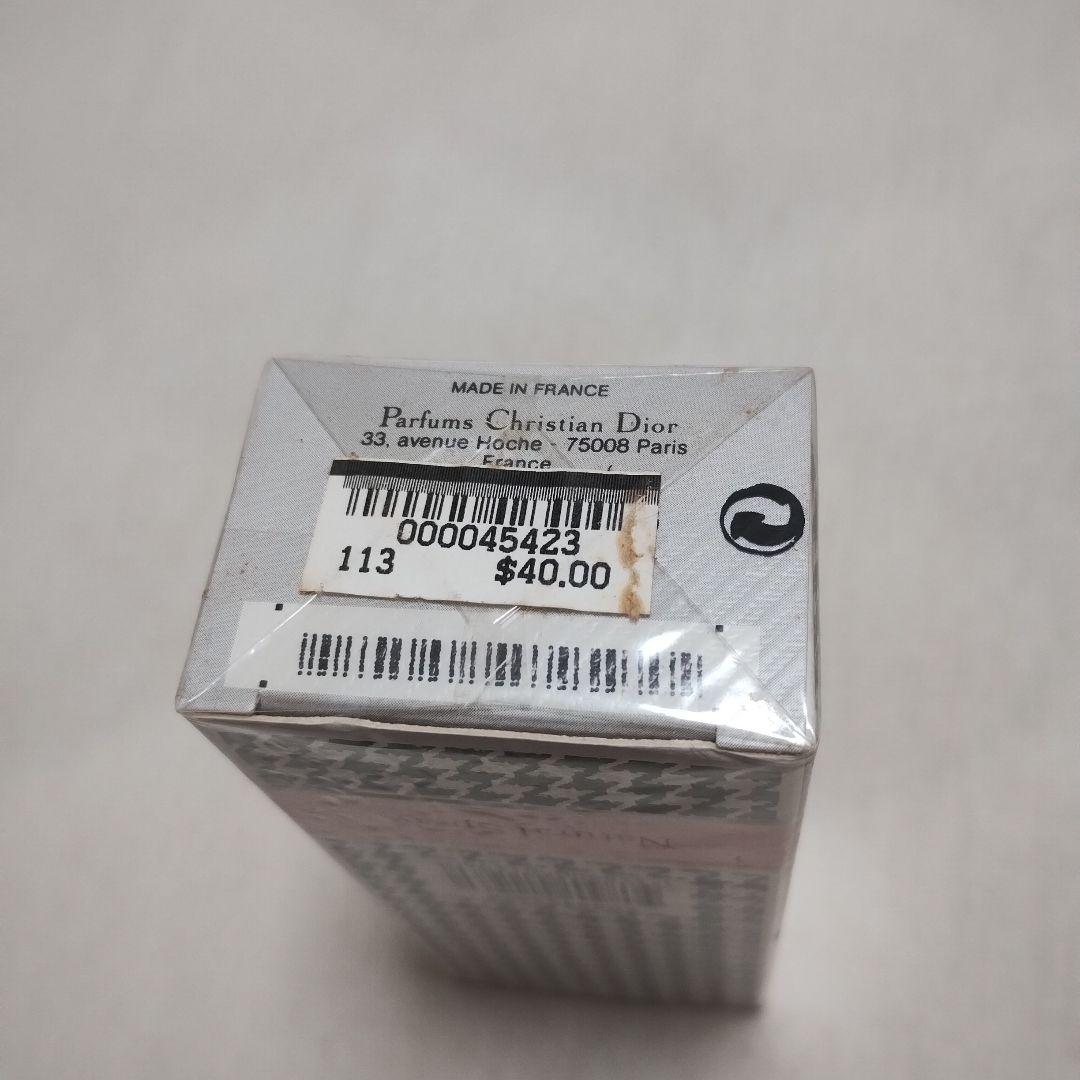 MADE IN FRANCE
Parfums Christian Dior
33, avenue Hoche - 75008 Paris
France
000045423
113 $40.00